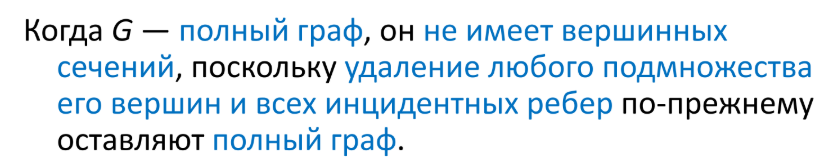 Когда G — полный граф, он не имеет вершинных
сечений, поскольку удаление любого подмножества
его вершин и всех инцидентных ребер по-прежнему
оставляют полный граф.